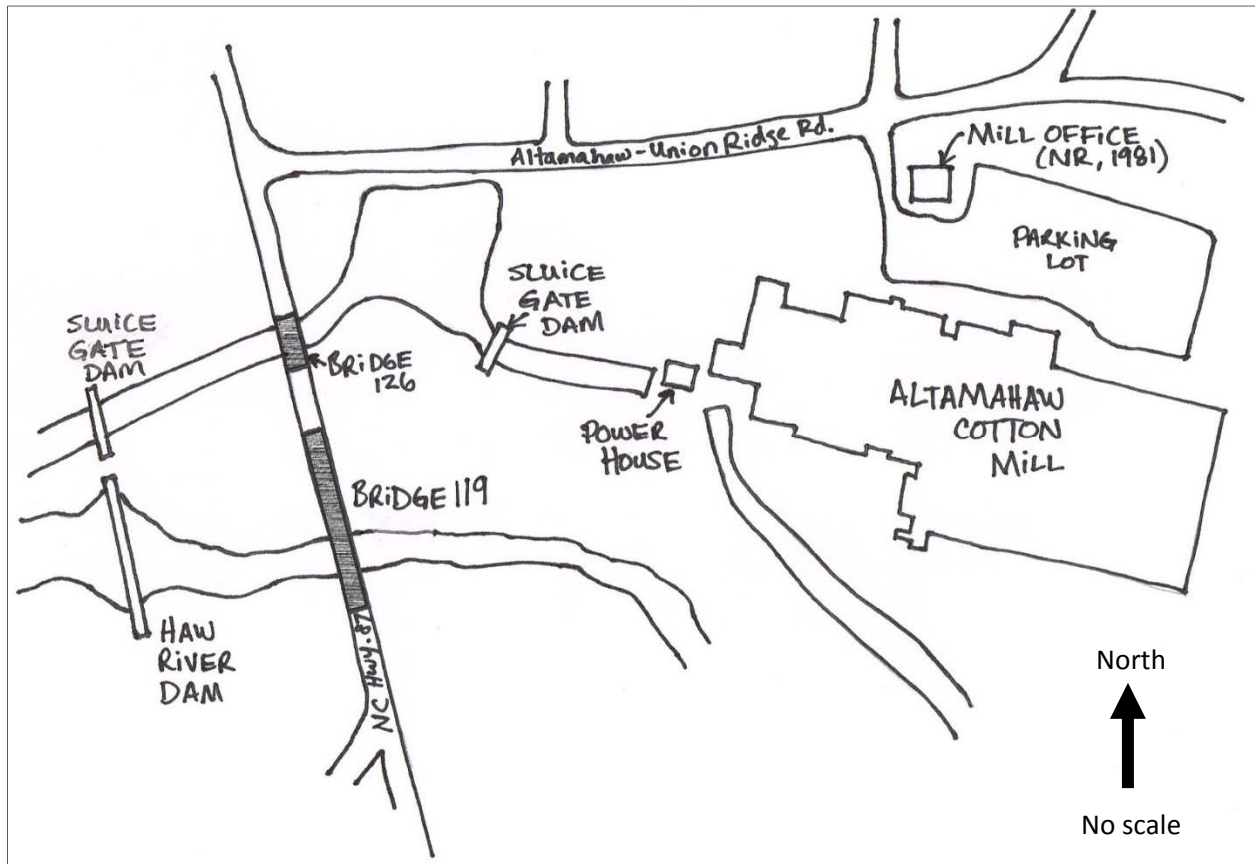 Altamahaw-Union Ridge Rd.
MILL OFFICE
(NR, 1981)
PARKING
LOT
SLUICE
GATE
DAM
SLUICE
GATE
DAM
BRIDGE
126
POWER
HOUSE
ALTAMAHAW
COTTON
MILL
BRIDGE 119
HAW
RIVER
DAM
NC Hwy. 87
North
No scale